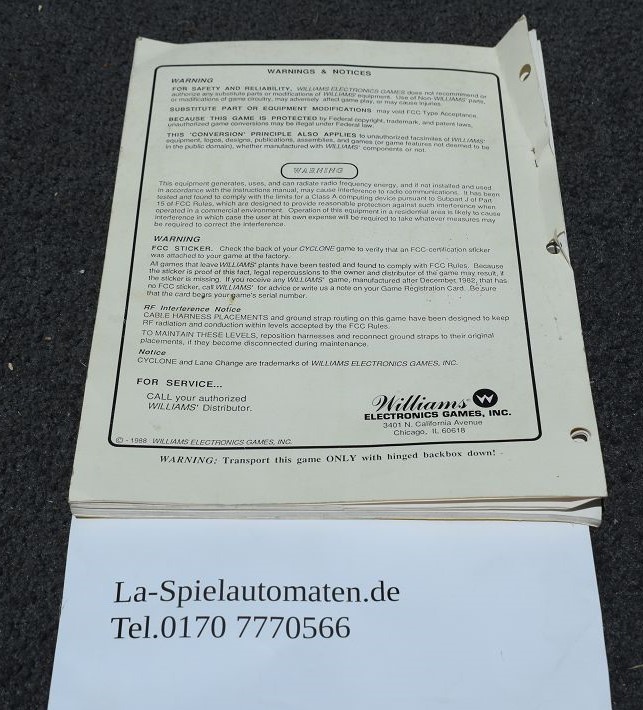 WARNINGS & NOTICES
WARNING
FOR SAFETY AND RELIABILITY, WILLIAMS ELECTRONICS GAMES does not recommend or
authorize any substitute parts or modifications of WILLIAMS' equipment. Use of Non-WILLIAMS' parts,
or modifications of game circuitry, may adversely affect game play, or may cause injuries.
SUBSTITUTE PART OR EQUIPMENT MODIFICATIONS may void FCC Type Acceptance.
BECAUSE THIS GAME IS PROTECTED by Federal copyright, trademark, and patent laws,
unauthorized game conversions may be illegal under Federal law.
THIS 'CONVERSION' PRINCIPLE ALSO APPLIES to unauthorized facsimiles of WILLIAMS'
equipment, logos, designs, publications, assemblies, and games (or game features not deemed to be
in the public domain), whether manufactured with WILLIAMS' components or not.
WARNING
This equipment generates, uses, and can radiate radio frequency energy, and if not installed and used
in accordance with the instructions manual, may cause interference to radio communications. It has been
tested and found to comply with the limits for a Class A computing device pursuant to Subpart J of Part
15 of FCC Rules, which are designed to provide reasonable protection against such interference when
operated in a commercial environment. Operation of this equipment in a residential area is likely to cause
interference in which case the user at his own expense will be required to take whatever measures may
be required to correct the interference.
WARNING
FCC STICKER. Check the back of your CYCLONE game to verify that an FCC-certification sticker
was attached to your game at the factory.
All games that leave WILLIAMS' plants have been tested and found to comply with FCC Rules. Because
the sticker is proof of this fact, legal repercussions to the owner and distributor of the game may result, if
the sticker is missing. If you receive any WILLIAMS' game, manufactured after December 1982, that has
no FCC sticker, call WILLIAMS' for advice or write us a note on your Game Registration Card. Be sure
that the card bears your game's serial number.
RF Interference Notice
CABLE HARNESS PLACEMENTS and ground strap routing on this game have been designed to keep
RF radiation and conduction within levels accepted by the FCC Rules.
TO MAINTAIN THESE LEVELS, reposition harnesses and reconnect ground straps to their original
placements, if they become disconnected during maintenance.
Notice
CYCLONE and Lane Change are trademarks of WILLIAMS ELECTRONICS GAMES, INC.
FOR SERVICE...
CALL your authorized
WILLIAMS' Distributor.
Williams W
ELECTRONICS GAMES, INC.
3401 N. California Avenue
Chicago, IL 60618
© - 1988 WILLIAMS ELECTRONICS GAMES, INC.
WARNING: Transport this game ONLY with hinged backbox down!
La-Spielautomaten.de
Tel.0170 7770566